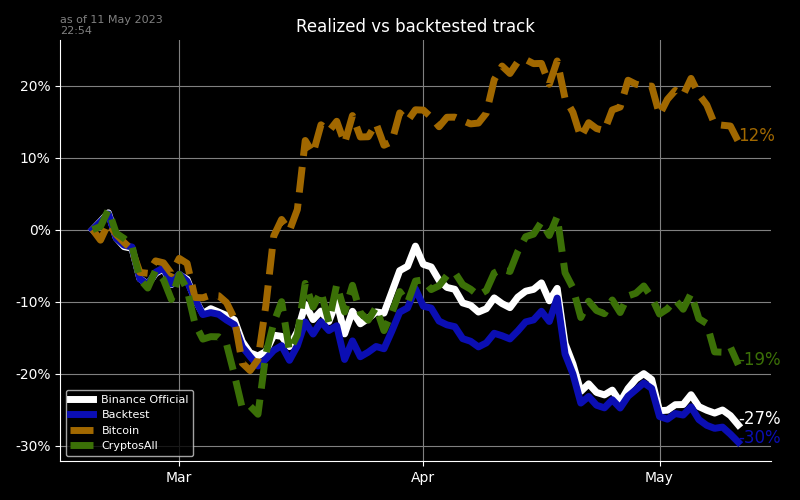 as of 11 May 2023
22:54
Realized vs backtested track
20%
10%
0%
-10%
-20%
-30%
12%
-19%
-27%
-30%
Binance Official
Backtest
Bitcoin
CryptosAll
Mar
Apr
May